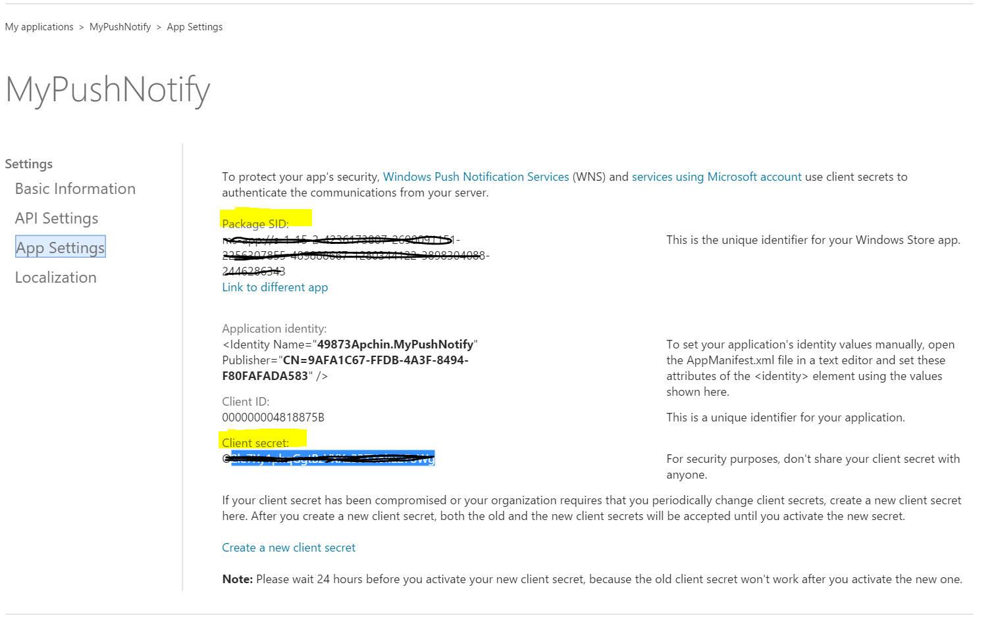 My applications > MyPushNotify > App Settings
MyPushNotify
Settings
Basic Information
API Settings
App Settings
Localization
To protect your app's security, Windows Push Notification Services (WNS) and services using Microsoft account use client secrets to
authenticate the communications from your server.
Package SID:
This is the unique identifier for your Windows Store app.
Link to different app
Application identity:
<Identity Name="49873Apchin.MyPushNotify"
Publisher="CN=9AFA1C67-FFDB-4A3F-8494-
F80FAFADA583" />
To set your application's identity values manually, open
the AppManifest.xml file in a text editor and set these
attributes of the <identity> element using the values
shown here.
Client ID:
000000004818875B
This is a unique identifier for your application.
Client secret:
For security purposes, don't share your client secret with
anyone.
If your client secret has been compromised or your organization requires that you periodically change client secrets, create a new client secret
here. After you create a new client secret, both the old and the new client secrets will be accepted until you activate the new secret.
Create a new client secret
Note: Please wait 24 hours before you activate your new client secret, because the old client secret won't work after you activate the new one.